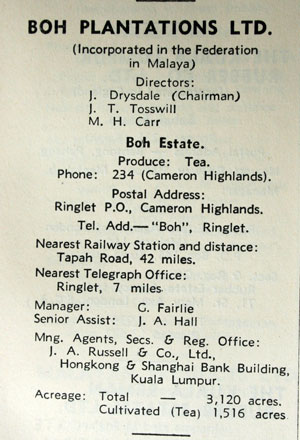 BOH PLANTATIONS LTD.
(Incorporated in the Federation
in Malaya)
Directors:
J. Drysdale (Chairman)
J. T. Tosswill
M. H. Carr
Boh Estate.
Produce: Tea.
Phone: 234 (Cameron Highlands).
Postal Address:
Ringlet P.O., Cameron Highlands.
Tel. Add.— "Boh", Ringlet.
Nearest Railway Station and distance:
Tapah Road, 42 miles.
Nearest Telegraph Office:
Ringlet, 7 miles
Manager: G. Fairlie
Senior Assist: J. A. Hall
Mng. Agents, Secs. & Reg. Office:
J. A. Russell & Co., Ltd.,
Hongkong & Shanghai Bank Building,
Kuala Lumpur.
Acreage: Total — 3,120 acres.
Cultivated (Tea) 1,516 acres.